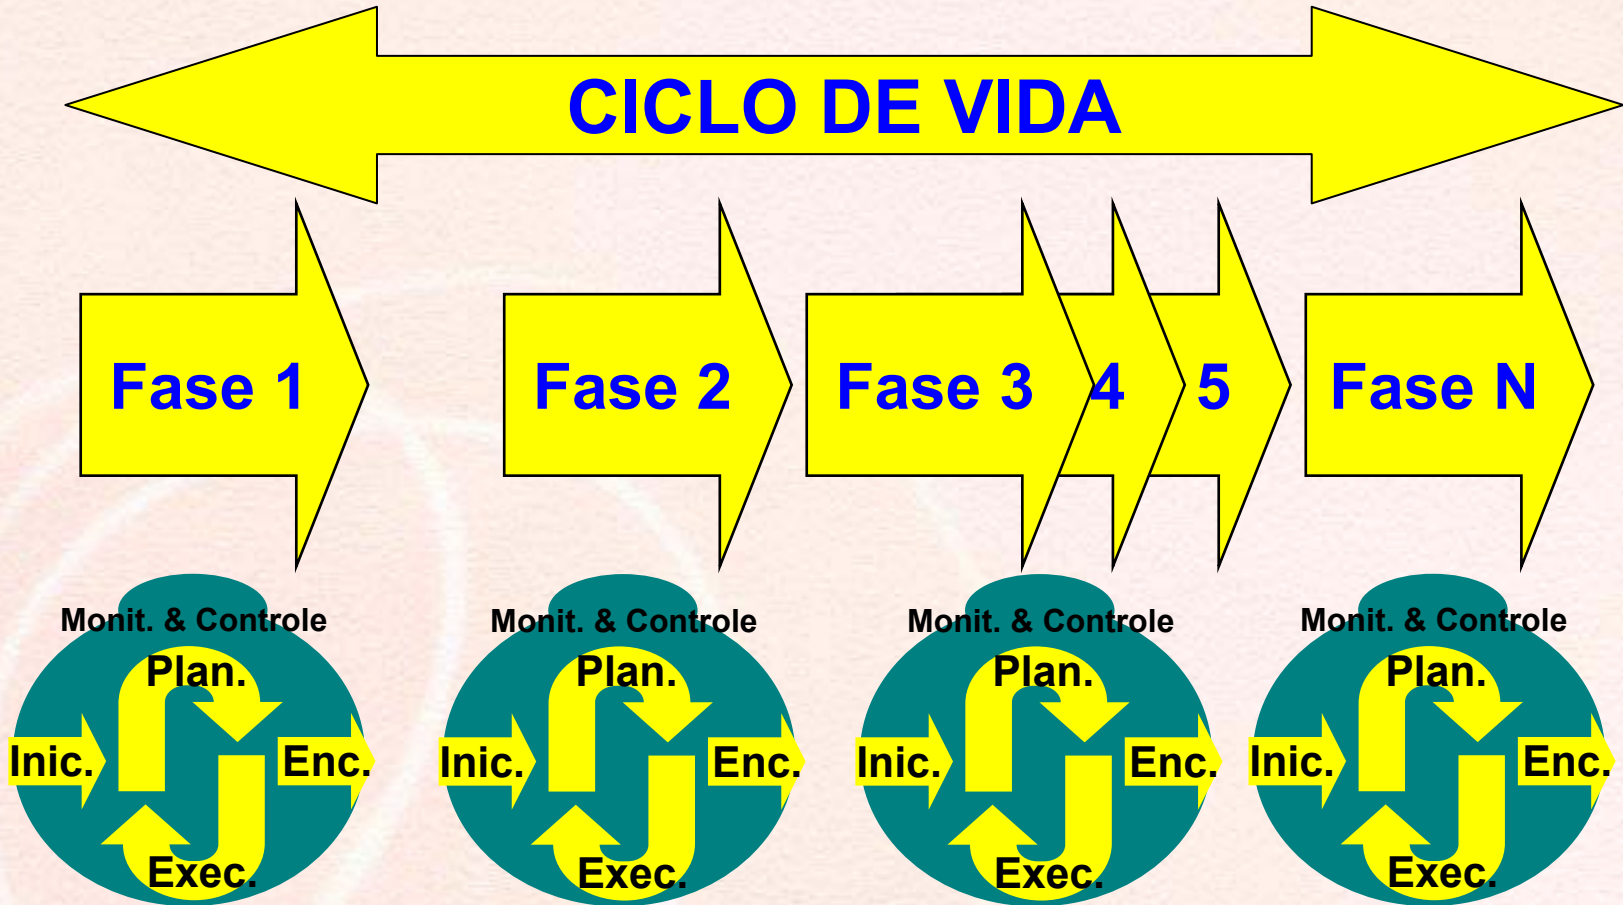 CICLO DE VIDA
Fase 1
Fase 2
Fase 3
4
5
Fase N
Monit. & Controle
Plan.
Inic.
Enc.
Exec.
Monit. & Controle
Plan.
Inic.
Enc.
Exec.
Monit. & Controle
Plan.
Inic.
Enc.
Exec.
Monit. & Controle
Plan.
Inic.
Enc.
Exec.